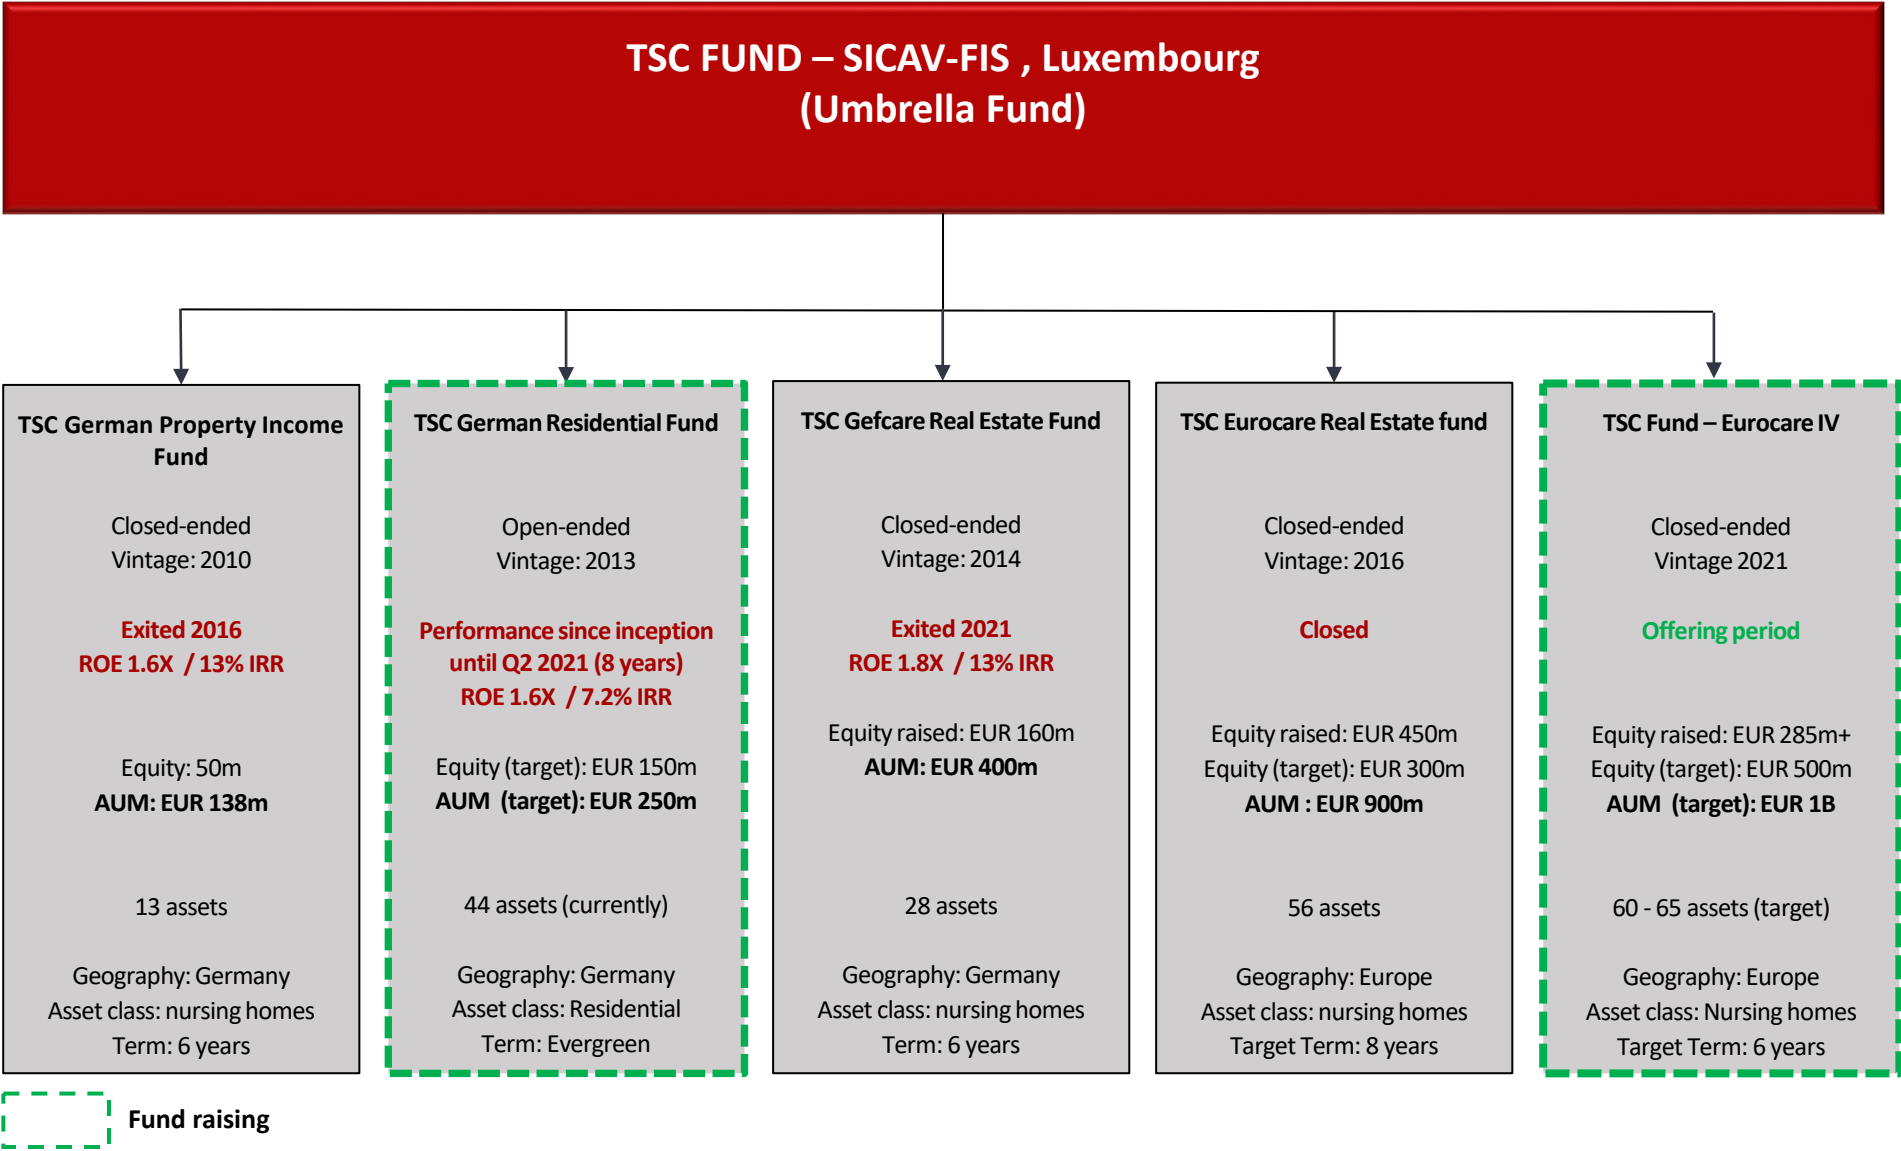 TSC FUND – SICAV-FIS , Luxembourg
(Umbrella Fund)
TSC German Property Income
Fund
Closed-ended
Vintage: 2010
Exited 2016
ROE 1.6X / 13% IRR
Equity: 50m
AUM: EUR 138m
13 assets
Geography: Germany
Asset class: nursing homes
Term: 6 years
TSC German Residential Fund
Open-ended
Vintage: 2013
Performance since inception
until Q2 2021 (8 years)
ROE 1.6X / 7.2% IRR
Equity (target): EUR 150m
AUM (target): EUR 250m
44 assets (currently)
Geography: Germany
Asset class: Residential
Term: Evergreen
TSC Gefcare Real Estate Fund
Closed-ended
Vintage: 2014
Exited 2021
ROE 1.8X / 13% IRR
Equity raised: EUR 160m
AUM: EUR 400m
28 assets
Geography: Germany
Asset class: nursing homes
Term: 6 years
TSC Eurocare Real Estate fund
Closed-ended
Vintage: 2016
Closed
Equity raised: EUR 450m
Equity (target): EUR 300m
AUM : EUR 900m
56 assets
Geography: Europe
Asset class: nursing homes
Target Term: 8 years
TSC Fund – Eurocare IV
Closed-ended
Vintage 2021
Offering period
Equity raised: EUR 285m+
Equity (target): EUR 500m
AUM (target): EUR 1B
60 - 65 assets (target)
Geography: Europe
Asset class: Nursing homes
Target Term: 6 years
Fund raising